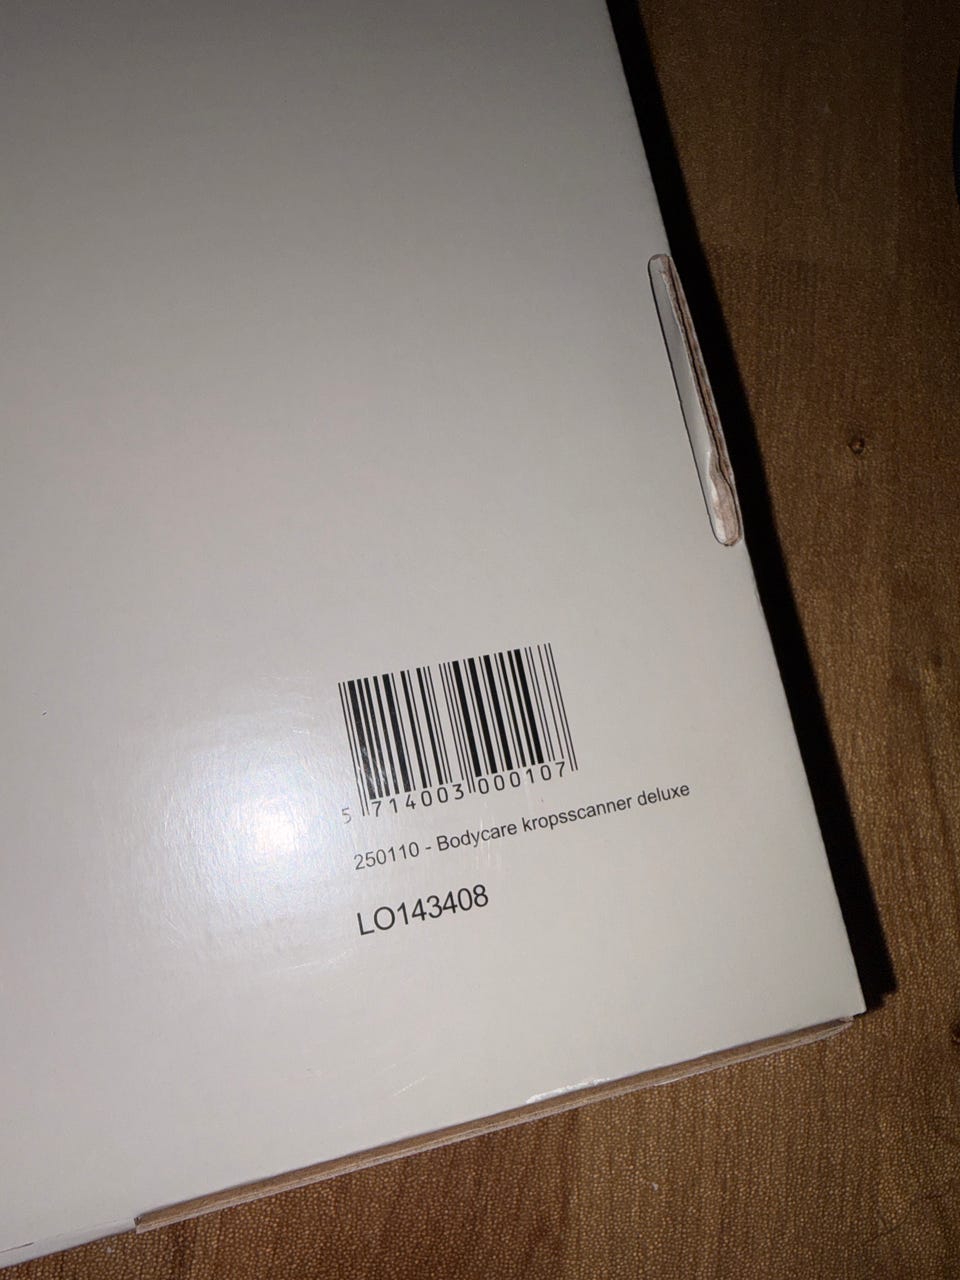 5 714003 000107
250110 - Bodycare kropsscanner deluxe
LO143408